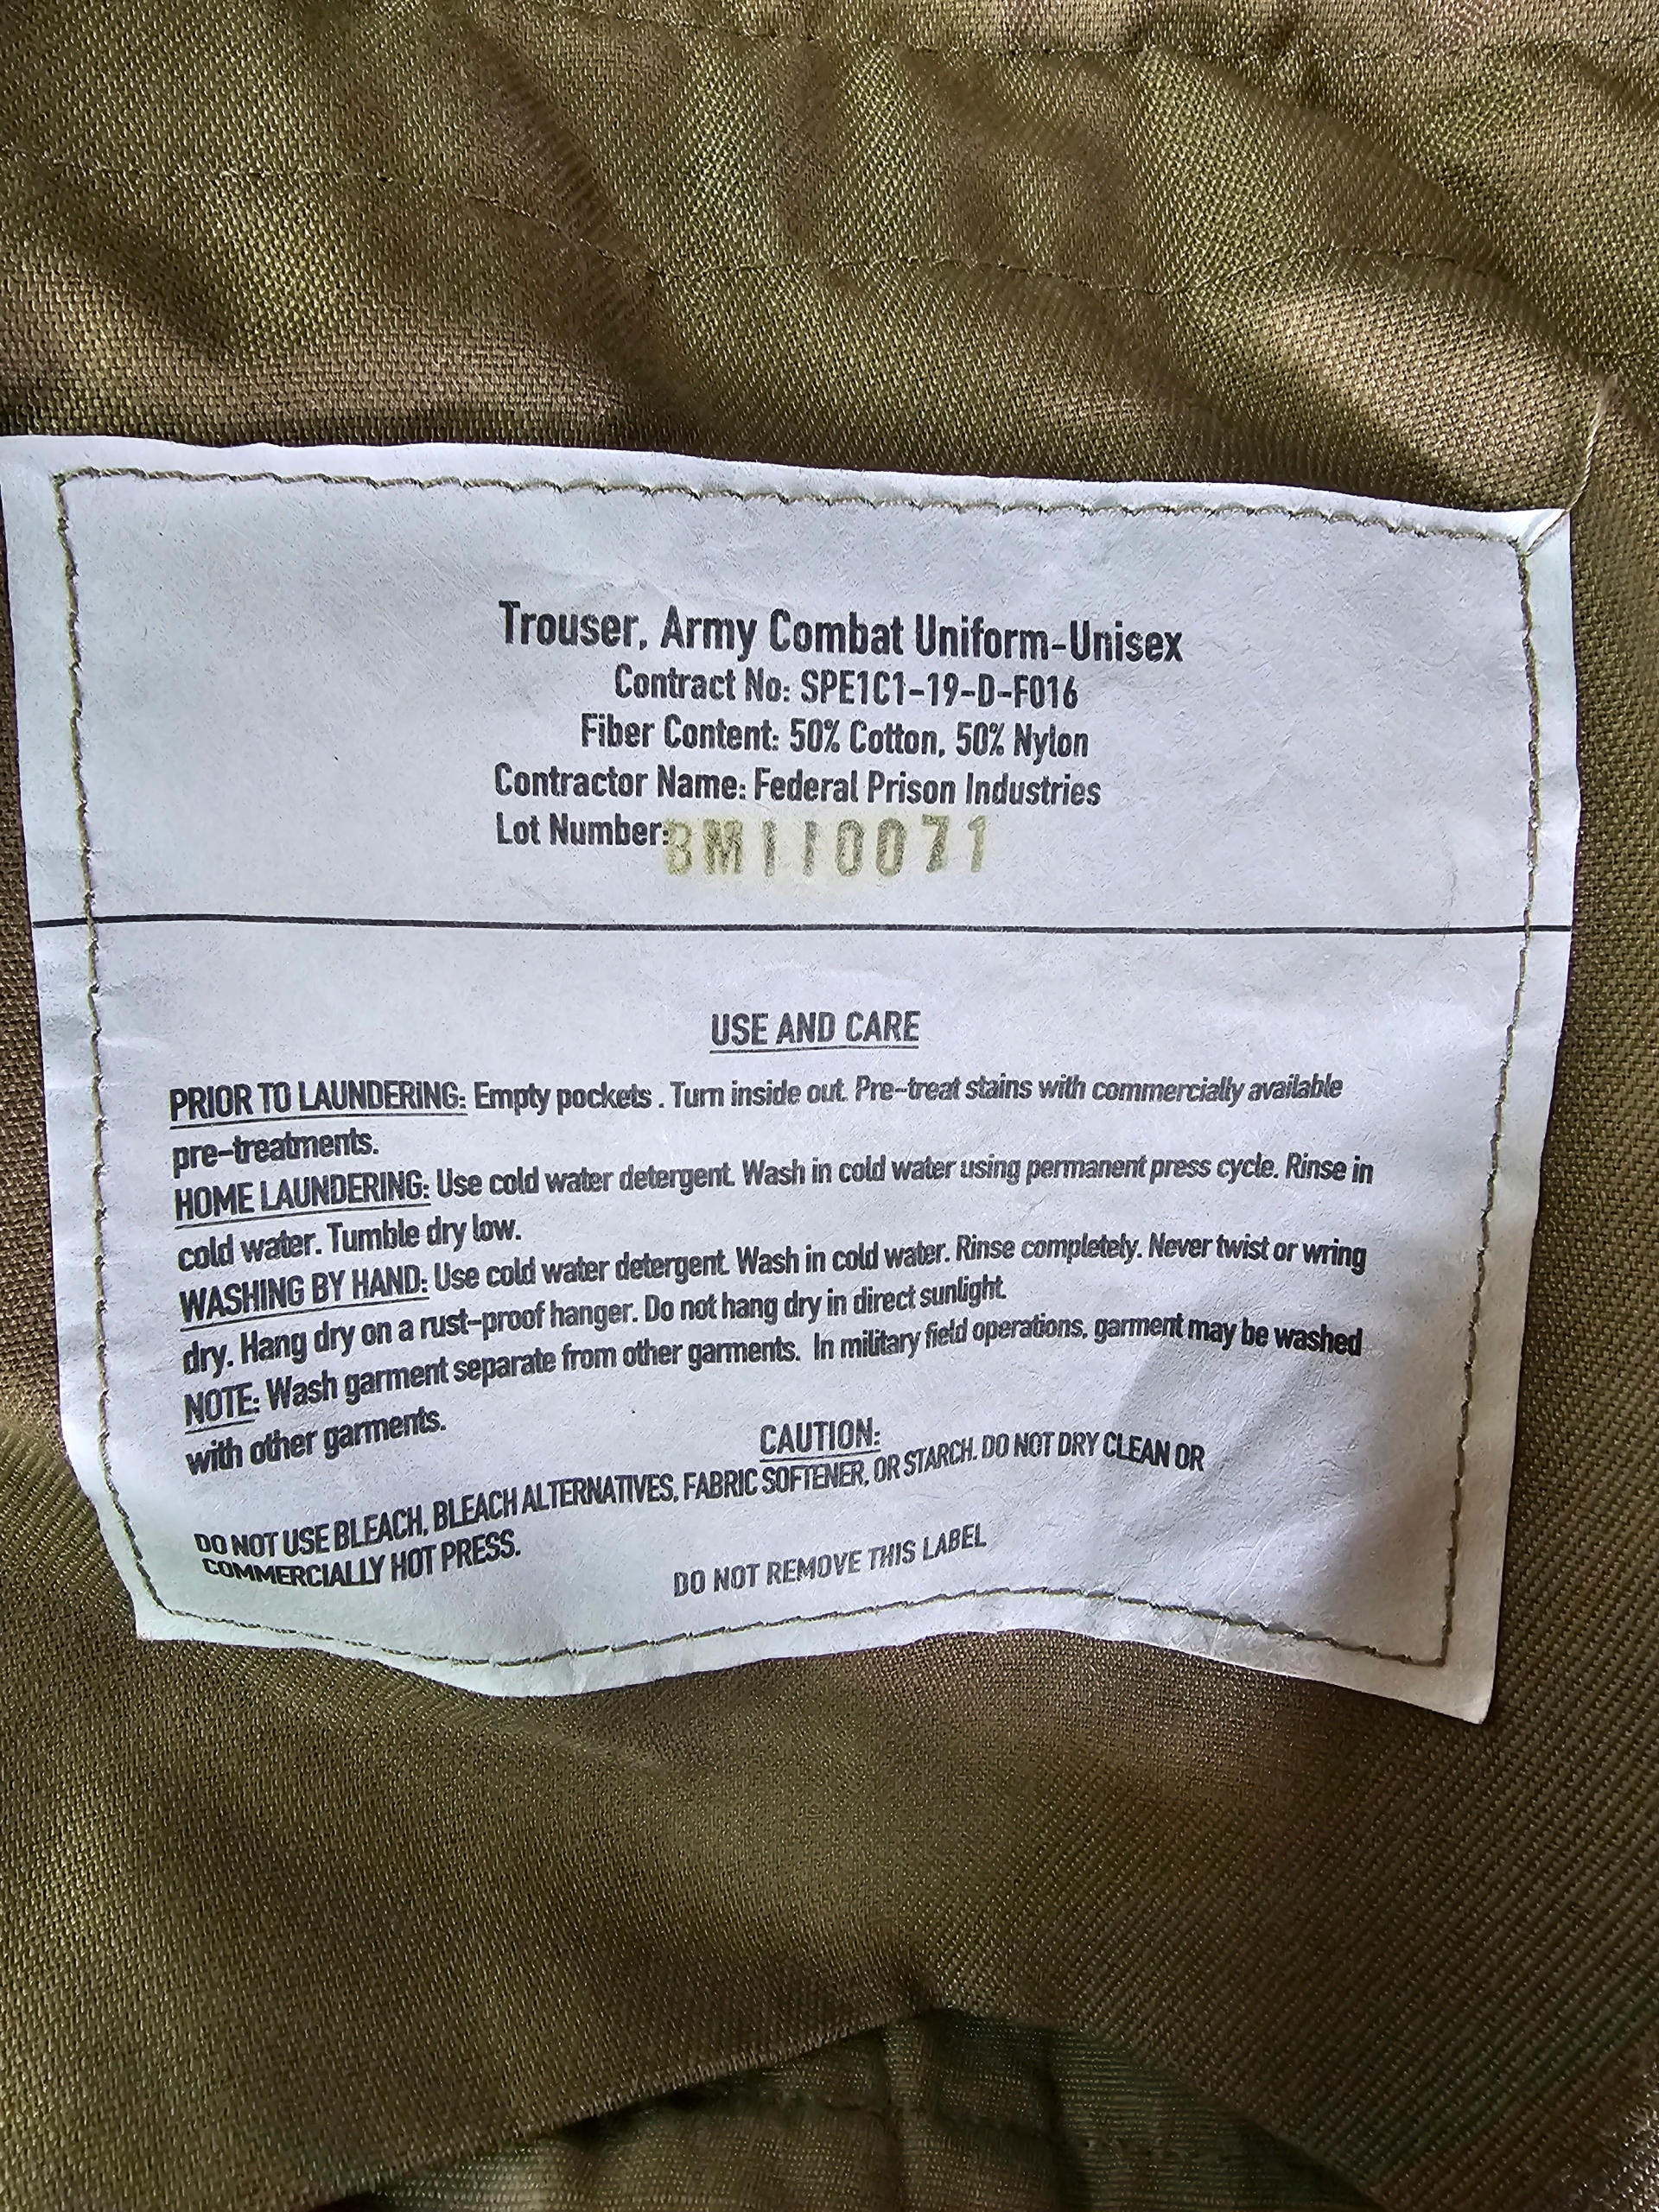 Trouser, Army Combat Uniform-Unisex
Contract No: SPE1C1-19-D-F016
Fiber Content: 50% Cotton, 50% Nylon
Contractor Name: Federal Prison Industries
Lot Number: BM110071
USE AND CARE
PRIOR TO LAUNDERING: Empty pockets . Turn inside out. Pre-treat stains with commercially available
pre-treatments.
HOME LAUNDERING: Use cold water detergent. Wash in cold water using permanent press cycle. Rinse in
cold water. Tumble dry low.
WASHING BY HAND: Use cold water detergent. Wash in cold water. Rinse completely. Never twist or wring
dry. Hang dry on a rust-proof hanger. Do not hang dry in direct sunlight.
NOTE: Wash garment separate from other garments. In military field operations, garment may be washed
with other garments.
CAUTION:
DO NOT USE BLEACH, BLEACH ALTERNATIVES, FABRIC SOFTENER, OR STARCH. DO NOT DRY CLEAN OR
COMMERCIALLY HOT PRESS.
DO NOT REMOVE THIS LABEL